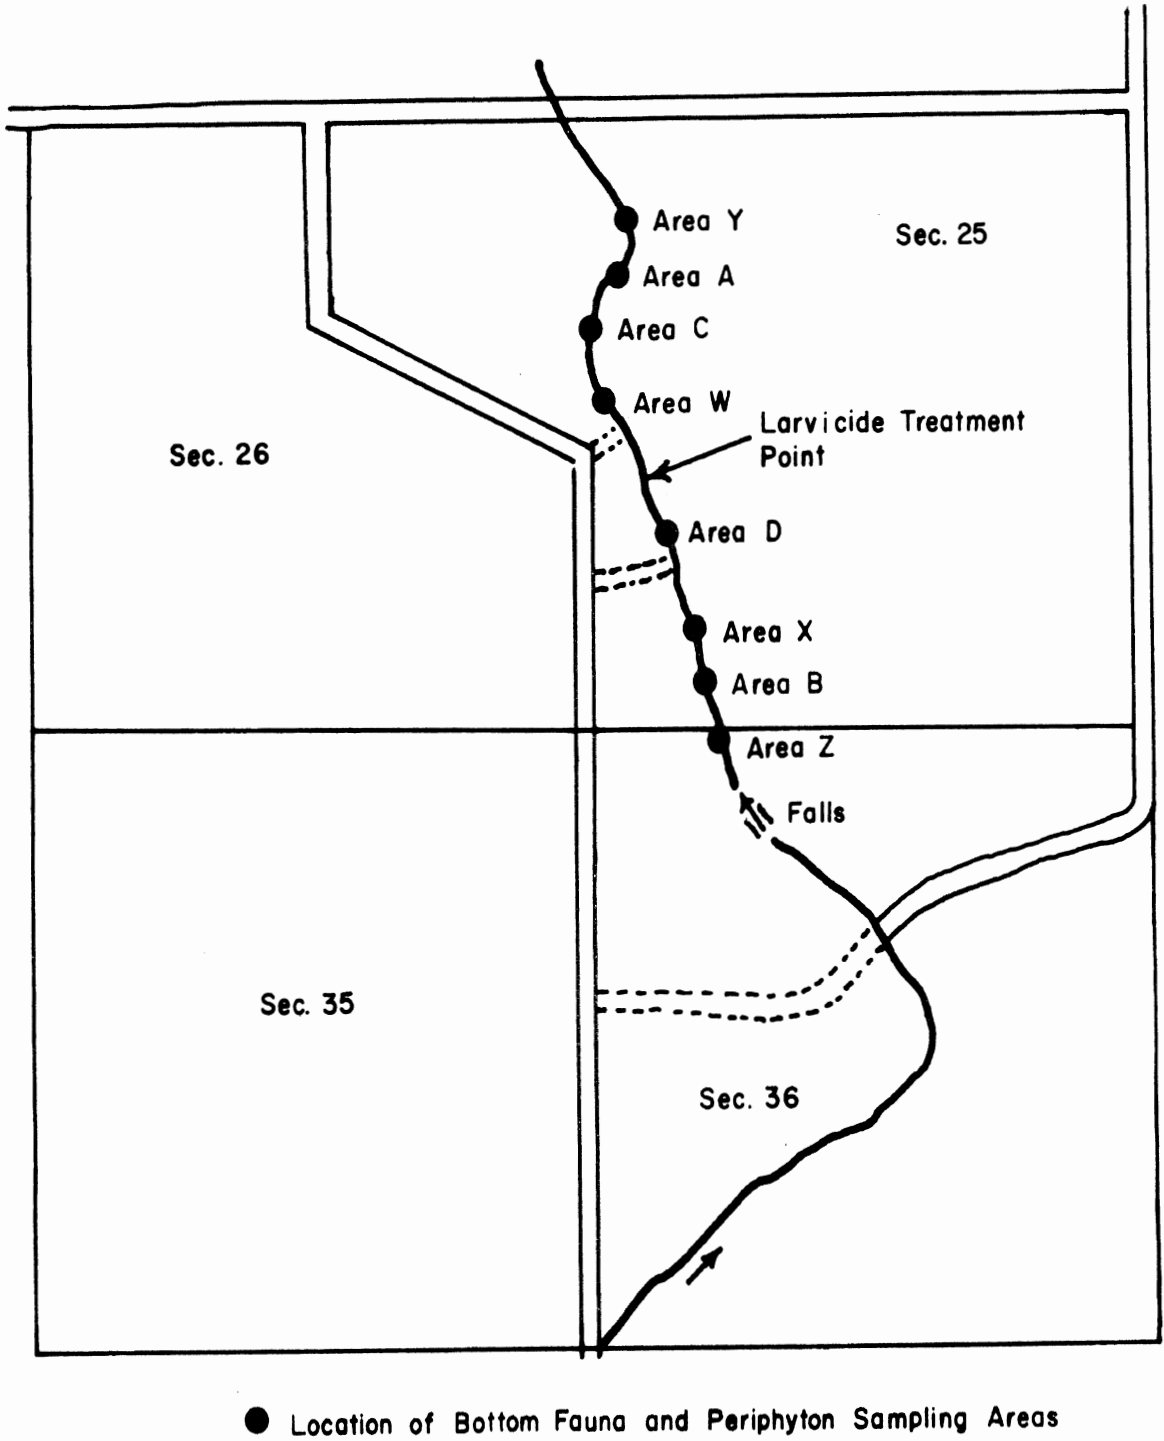 Area Y
Sec. 25
Area A
Area C
Area W
Larvicide Treatment
Point
Sec. 26
Area D
Area X
Area B
Area Z
Falls
Sec. 35
Sec. 36
Location of Bottom Fauna and Periphyton Sampling Areas